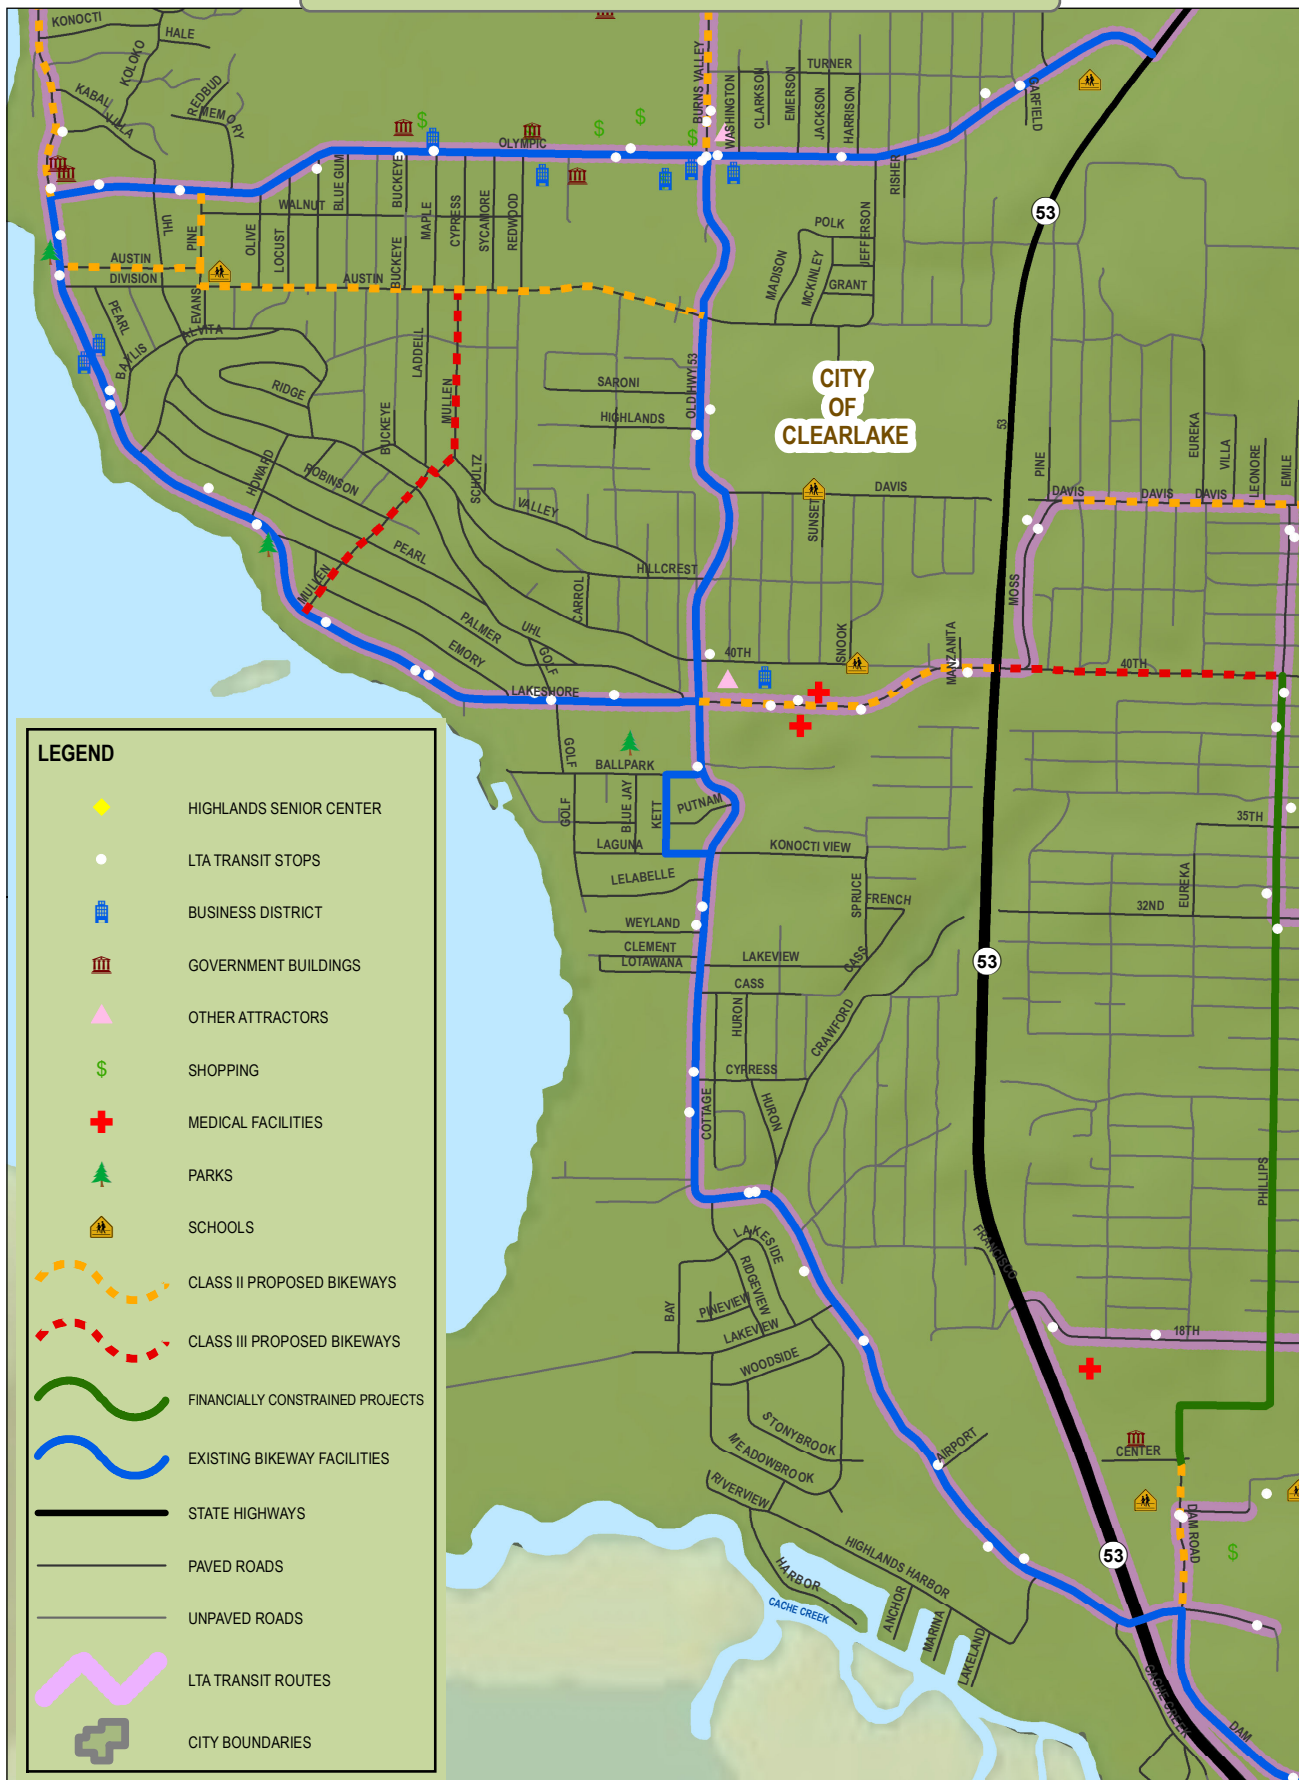 KONOCTI
HALE
KOLOKO
REDBUD
KABAL
VILLA
MEMORY
BURNS VALLEY
WASHINGTON
CLARKSON
EMERSON
TURNER
JACKSON
HARRISON
GARFIELD
OLYMPIC
RISHER
53
UHL
PINE
WALNUT
OLIVE
LOCUST
BLUE GUM
BUCKEYE
BUCKEYE
MAPLE
CYPRESS
SYCAMORE
REDWOOD
POLK
JEFFERSON
MADISON
MCKINLEY
GRANT
AUSTIN
DIVISION
AUSTIN
EVANS
PEARL
ALVITA
BAYLIS
RIDGE
LADDELL
MULLEN
BUCKEYE
SARONI
HIGHLANDS
OLD HWY 53
CITY
OF
CLEARLAKE
53
PINE
EUREKA
VILLA
LEONORE
EMILE
HOWARD
ROBINSON
SCHULTZ
VALLEY
DAVIS
DAVIS
DAVIS
DAVIS
SUNSET
PEARL
MULLEN
HILLCREST
CARROL
MOSS
PALMER
UHL
GOLF
EMORY
40TH
SNOOK
MANZANITA
40TH
LAKESHORE
GOLF
BALLPARK
GOLF
BLUE JAY
KETT
PUTNAM
LAGUNA
KONOCTI VIEW
35TH
LELABELLE
SPRUCE
FRENCH
EUREKA
32ND
WEYLAND
CLEMENT
LOTAWANA
LAKEVIEW
CASS
CASS
53
HURON
CRAWFORD
CYPRESS
COTTAGE
HURON
PHILLIPS
LAKESIDE
RIDGEVIEW
FRANCISCO
BAY
PINEVIEW
LAKEVIEW
WOODSIDE
18TH
STONYBROOK
MEADOWBROOK
AIRPORT
CENTER
RIVERVIEW
DAM ROAD
HIGHLANDS HARBOR
HARBOR
53
CACHE CREEK
ANCHOR
MARINA
LAKELAND
CACHE CREEK
DAM
LEGEND
HIGHLANDS SENIOR CENTER
LTA TRANSIT STOPS
BUSINESS DISTRICT
GOVERNMENT BUILDINGS
OTHER ATTRACTORS
SHOPPING
MEDICAL FACILITIES
PARKS
SCHOOLS
CLASS II PROPOSED BIKEWAYS
CLASS III PROPOSED BIKEWAYS
FINANCIALLY CONSTRAINED PROJECTS
EXISTING BIKEWAY FACILITIES
STATE HIGHWAYS
PAVED ROADS
UNPAVED ROADS
LTA TRANSIT ROUTES
CITY BOUNDARIES